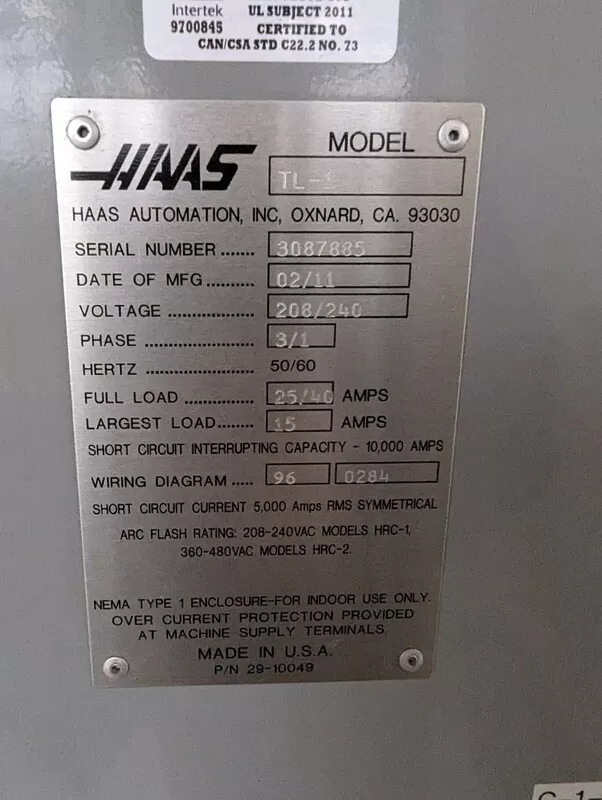 Intertek UL SUBJECT 2011
9700845 CERTIFIED TO
CAN/CSA STD C22.2 NO. 73
HAAS
MODEL
TL-1
HAAS AUTOMATION, INC, OXNARD, CA. 93030
SERIAL NUMBER ....... 3087885
DATE OF MFG.......... 02/11
VOLTAGE ................ 208/240
PHASE .................... 3/1
HERTZ .................... 50/60
FULL LOAD .............. 25/40 AMPS
LARGEST LOAD........ 15 AMPS
SHORT CIRCUIT INTERRUPTING CAPACITY - 10,000 AMPS
WIRING DIAGRAM ..... 96 0284
SHORT CIRCUIT CURRENT 5,000 Amps RMS SYMMETRICAL
ARC FLASH RATING: 208-240VAC MODELS HRC-1,
360-480VAC MODELS HRC-2.
NEMA TYPE 1 ENCLOSURE-FOR INDOOR USE ONLY.
OVER CURRENT PROTECTION PROVIDED
AT MACHINE SUPPLY TERMINALS
MADE IN U.S.A.
P/N 29-10049